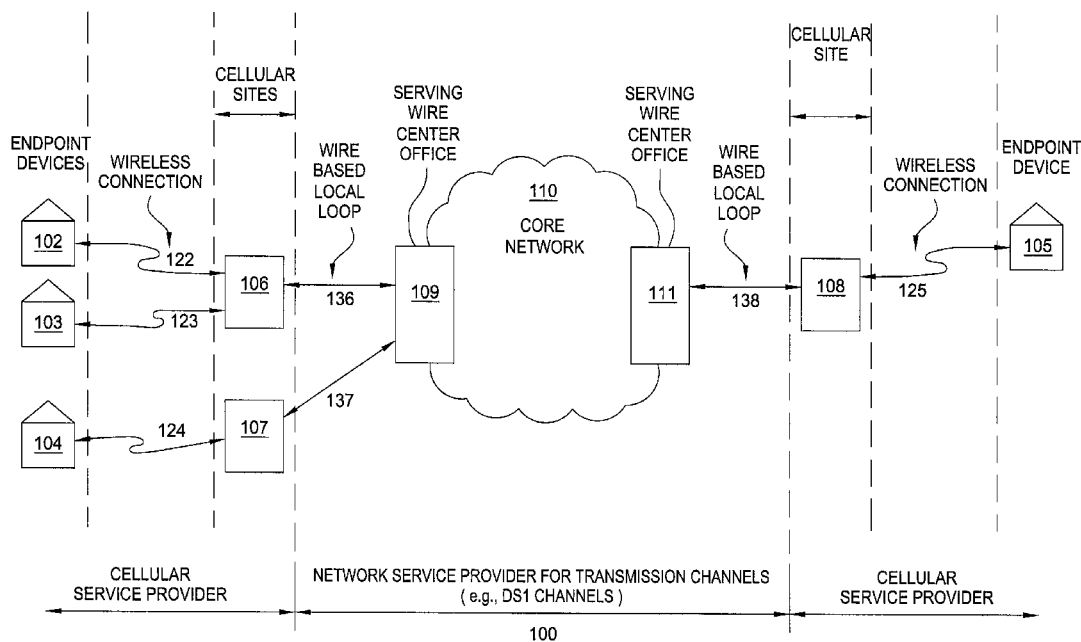 CELLULAR
SITES
SERVING
WIRE
CENTER
OFFICE
SERVING
WIRE
CENTER
OFFICE
CELLULAR
SITE
ENDPOINT
DEVICES
WIRELESS
CONNECTION
WIRE
BASED
LOCAL
LOOP
110
CORE
NETWORK
WIRE
BASED
LOCAL
LOOP
WIRELESS
CONNECTION
ENDPOINT
DEVICE
102
122
103
123
104
124
106
107
136
137
109
111
138
108
125
105
CELLULAR
SERVICE PROVIDER
NETWORK SERVICE PROVIDER FOR TRANSMISSION CHANNELS
( e.g., DS1 CHANNELS )
CELLULAR
SERVICE PROVIDER
100